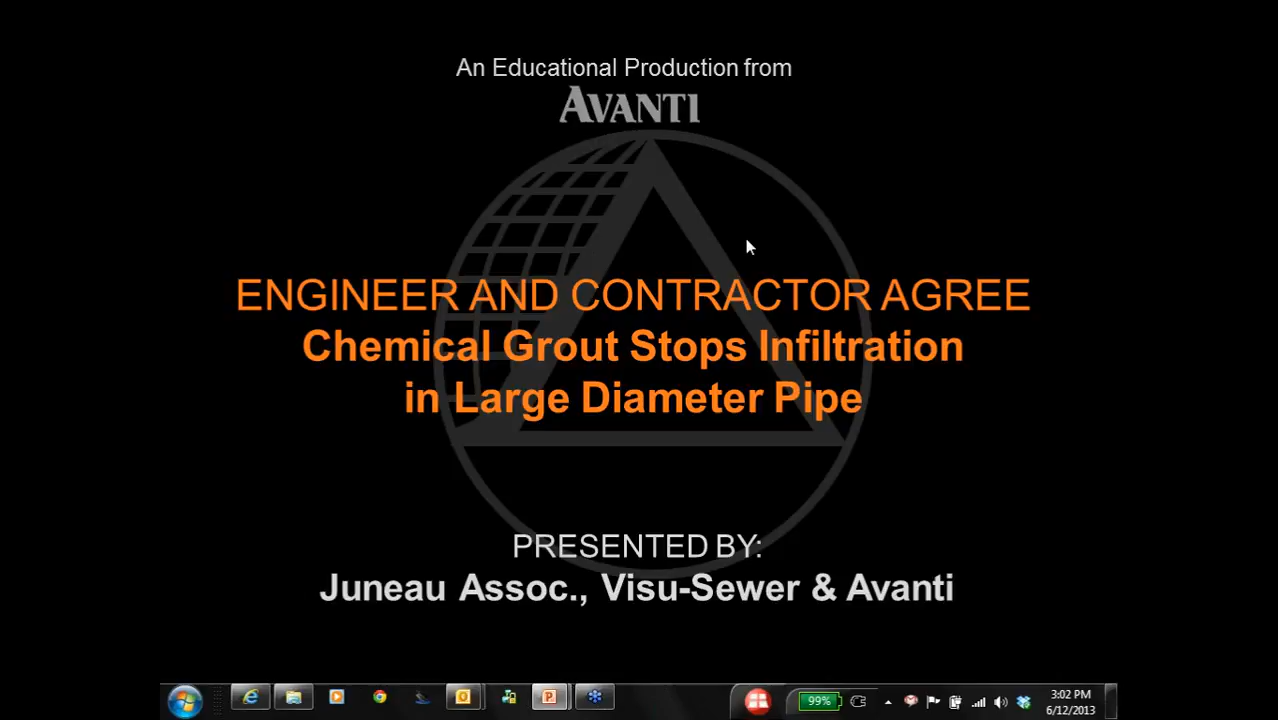 An Educational Production from
AVANTI
ENGINEER AND CONTRACTOR AGREE
Chemical Grout Stops Infiltration
in Large Diameter Pipe
PRESENTED BY:
Juneau Assoc., Visu-Sewer & Avanti
99%
3:02 PM
6/12/2013